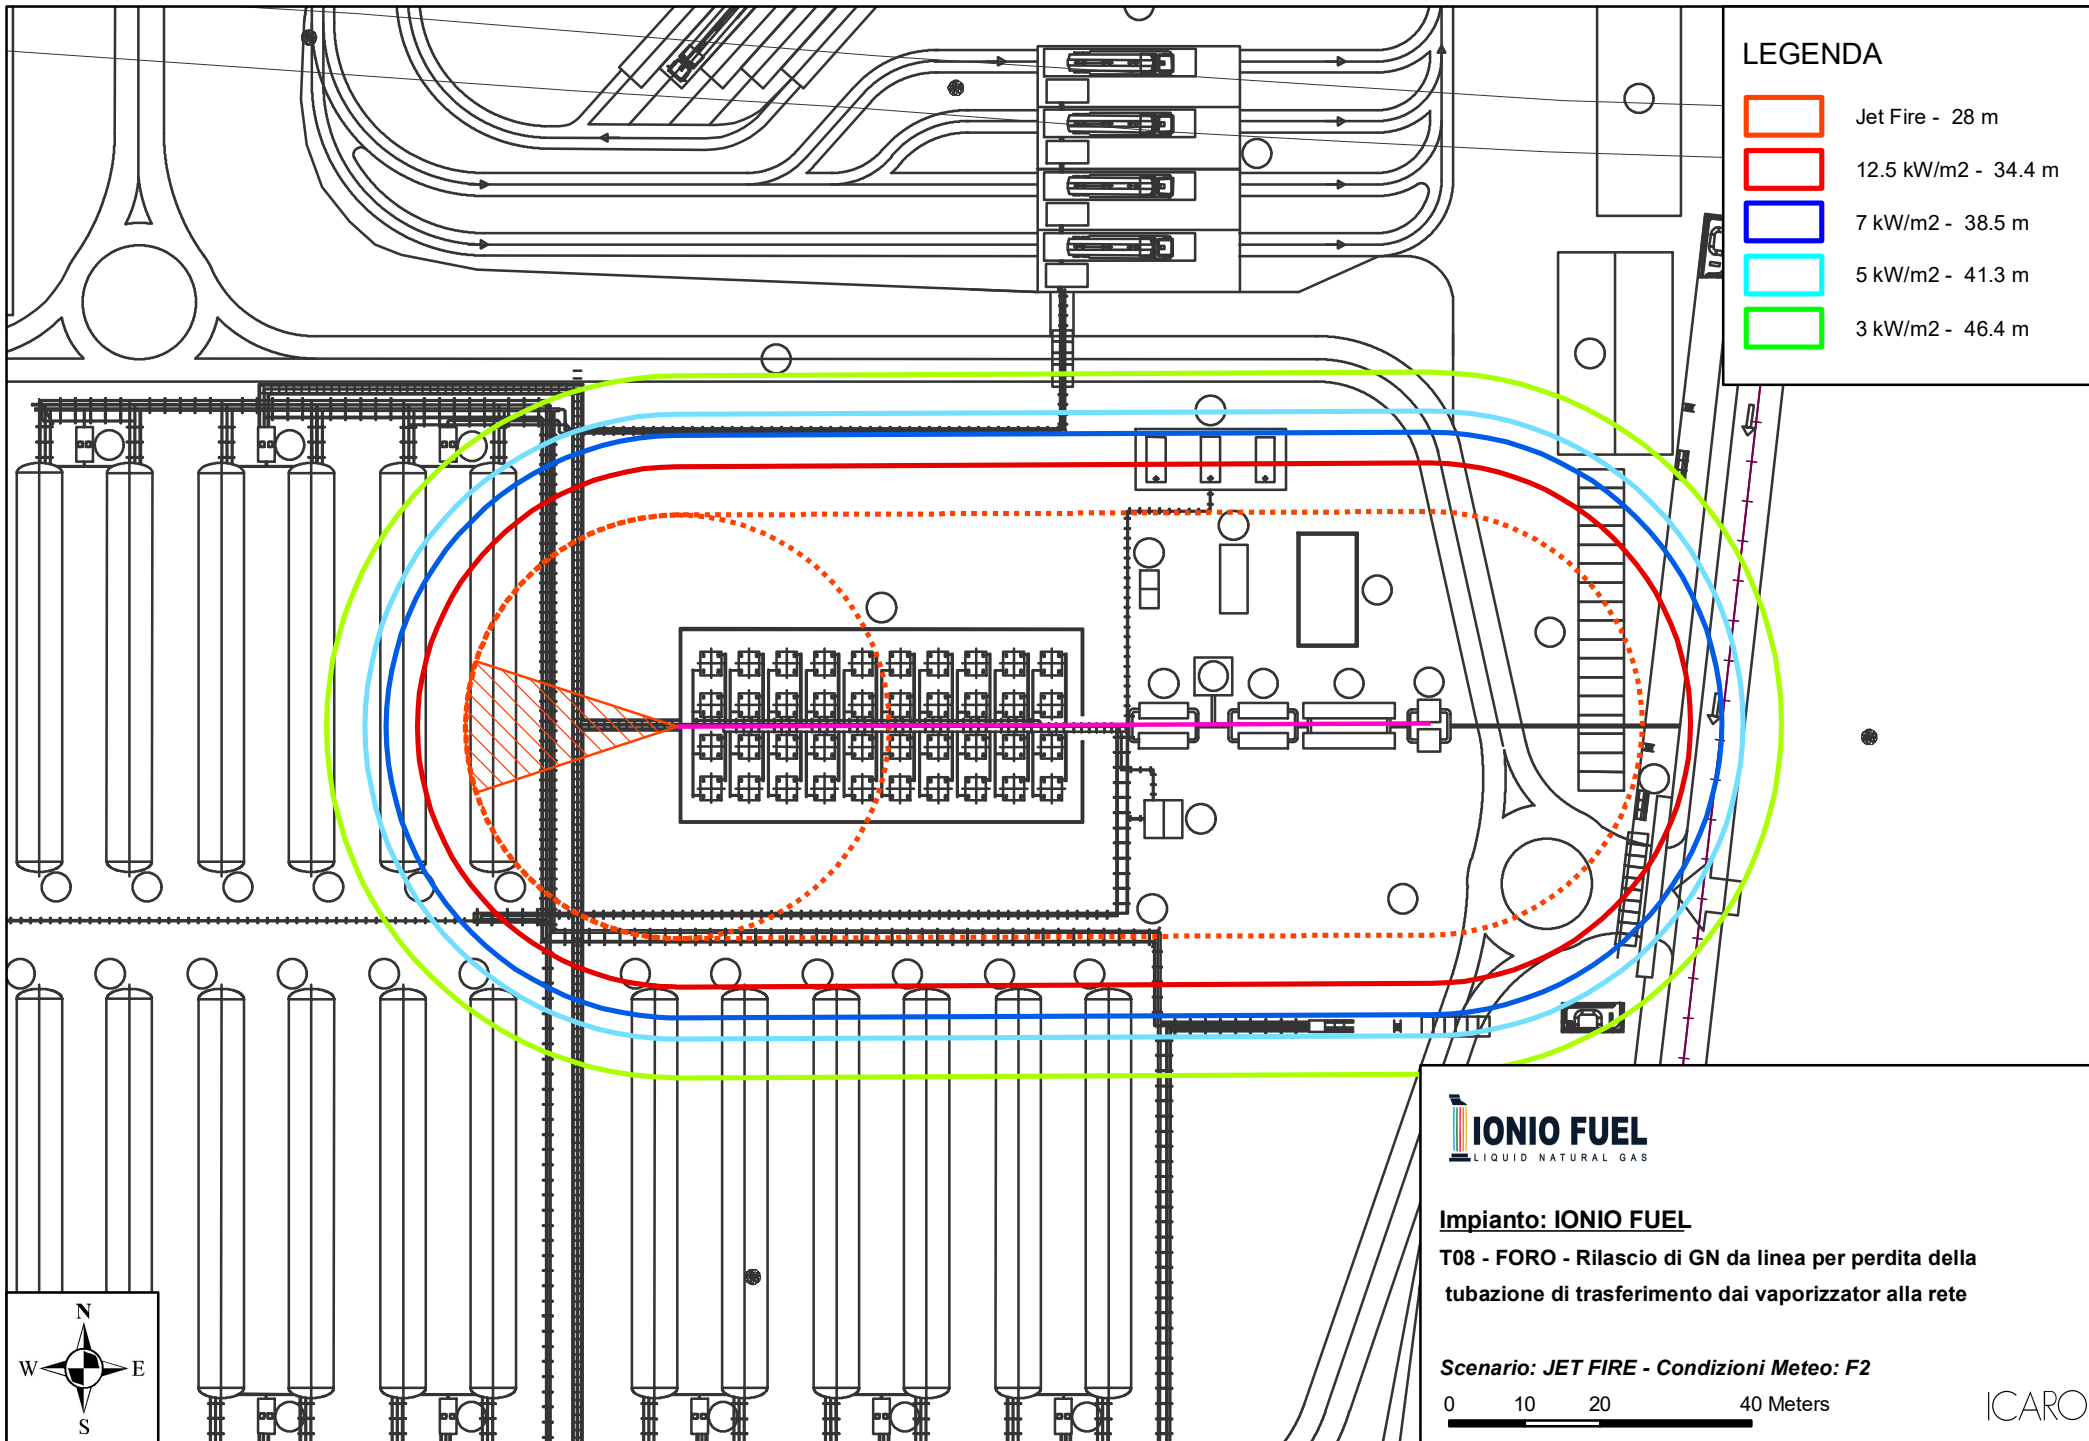 LEGENDA
Jet Fire - 28 m
12.5 kW/m2 - 34.4 m
7 kW/m2 - 38.5 m
5 kW/m2 - 41.3 m
3 kW/m2 - 46.4 m
IONIO FUEL
LIQUID NATURAL GAS
Impianto: IONIO FUEL
T08 - FORO - Rilascio di GN da linea per perdita della
tubazione di trasferimento dai vaporizzator alla rete
Scenario: JET FIRE - Condizioni Meteo: F2
0 10 20 40 Meters
ICARO
N
W E
S